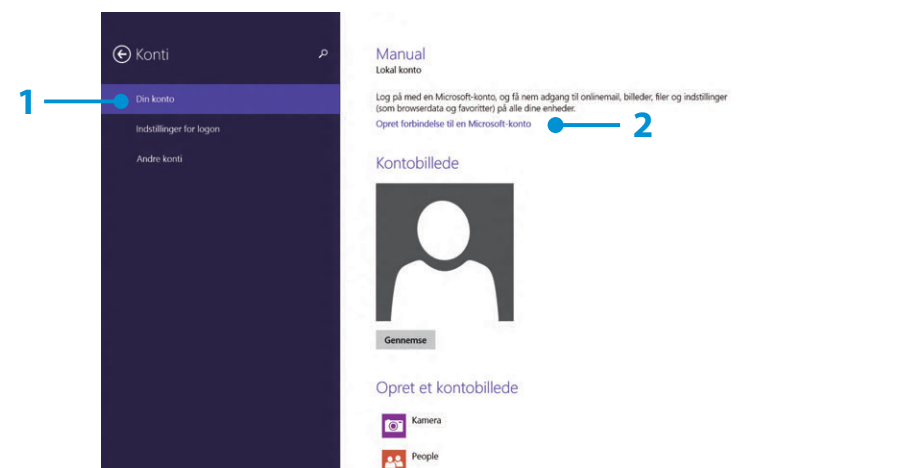 Konti
1
Din konto
Indstillinger for logon
Andre konti
Manual
Lokal konto
Log på med en Microsoft-konto, og få nem adgang til onlinemail, billeder, filer og indstillinger
(som browserdata og favoritter) på alle dine enheder.
Opret forbindelse til en Microsoft-konto
2
Kontobillede
Gennemse
Opret et kontobillede
Kamera
People